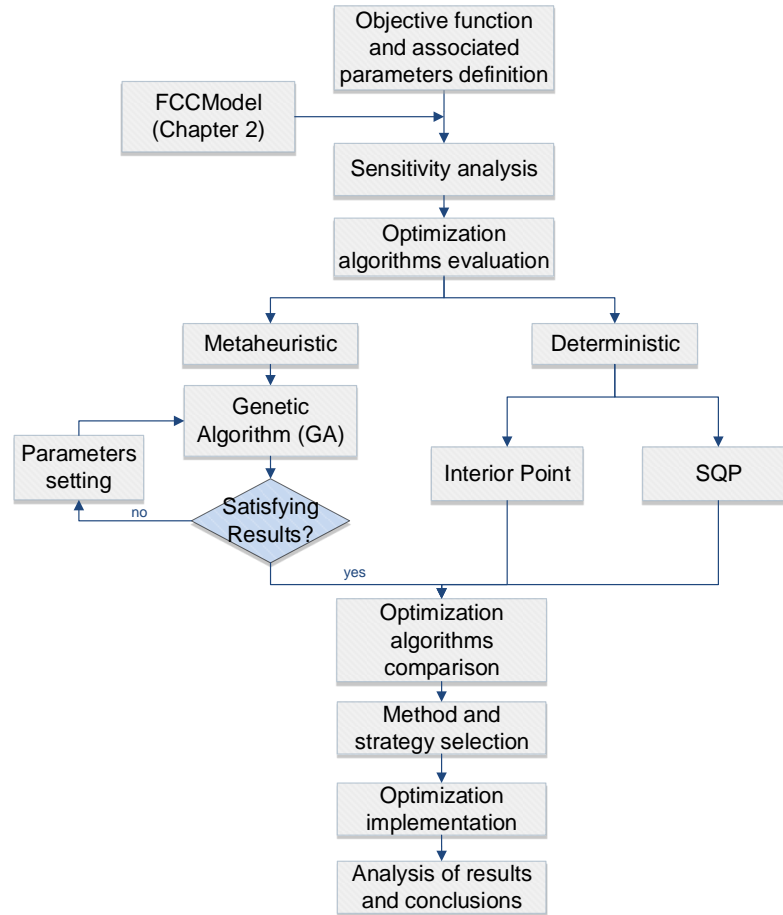 Objective function
and associated
parameters definition
FCCModel
(Chapter 2)
Sensitivity analysis
Optimization
algorithms evaluation
Metaheuristic
Deterministic
Genetic
Algorithm (GA)
Parameters
setting
Interior Point
SQP
Satisfying
Results?
no
yes
Optimization
algorithms
comparison
Method and
strategy selection
Optimization
implementation
Analysis of results
and conclusions